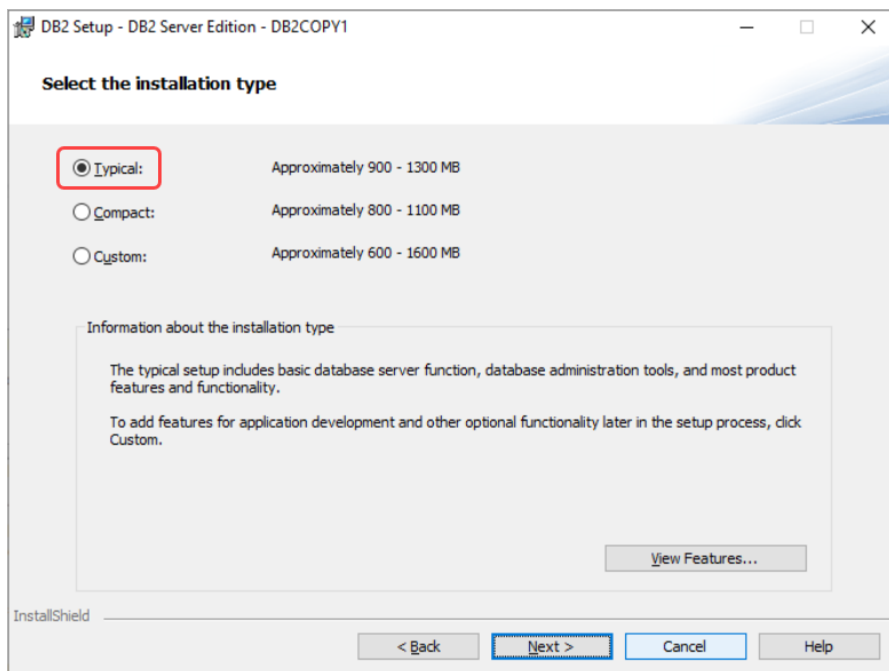 DB2 Setup - DB2 Server Edition - DB2COPY1
Select the installation type
Typical: Approximately 900 - 1300 MB
Compact: Approximately 800 - 1100 MB
Custom: Approximately 600 - 1600 MB
Information about the installation type
The typical setup includes basic database server function, database administration tools, and most product
features and functionality.
To add features for application development and other optional functionality later in the setup process, click
Custom.
View Features...
InstallShield
< Back Next > Cancel Help